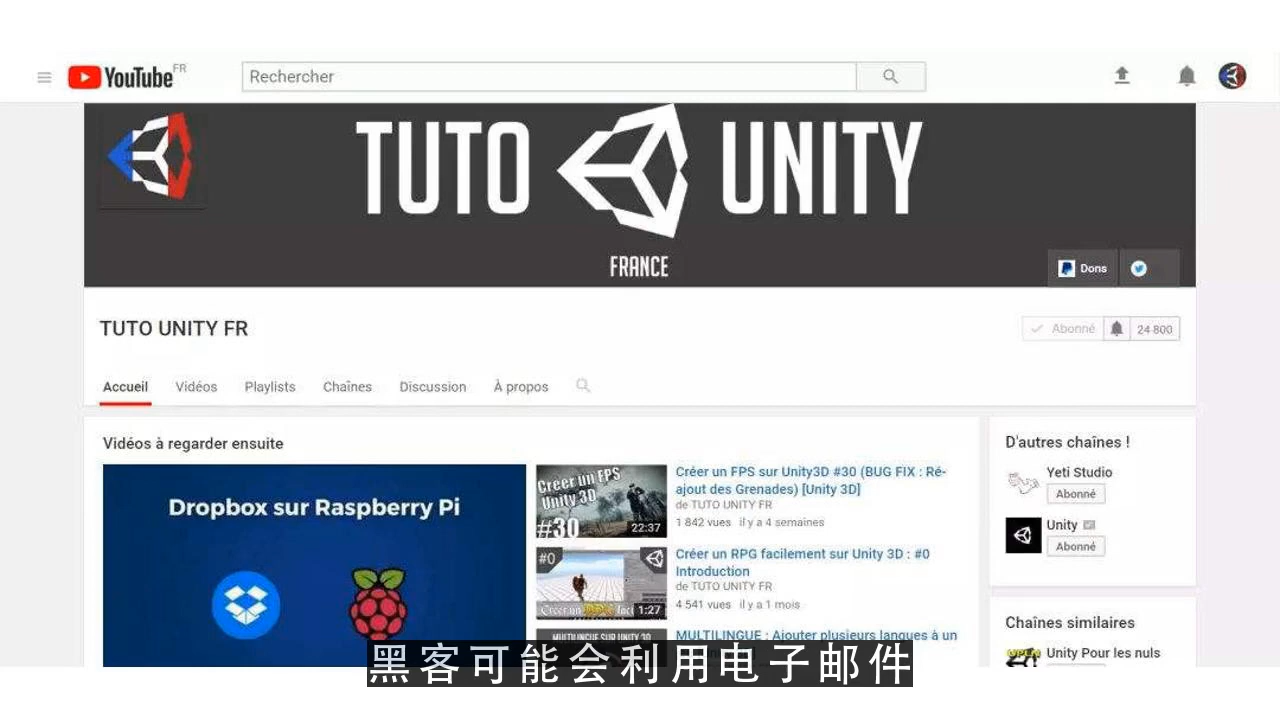 YouTube FR
Rechercher
TUTO UNITY
FRANCE
Dons
TUTO UNITY FR
Abonné
24 800
Accueil
Vidéos
Playlists
Chaînes
Discussion
À propos
Vidéos à regarder ensuite
Dropbox sur Raspberry Pi
Créer un FPS
Unity 3D
#30
22:37
Créer un FPS sur Unity3D #30 (BUG FIX : Ré-
ajout des Grenades) [Unity 3D]
de TUTO UNITY FR
1 842 vues il y a 4 semaines
#0
1:27
Créer un RPG facilement sur Unity 3D : #0
Introduction
de TUTO UNITY FR
4 541 vues il y a 1 mois
MULTILINGUE SUR UNITY 3D
MULTILINGUE : Ajouter plusieurs langues à un
D'autres chaînes !
Yeti Studio
Abonné
Unity
Abonné
Chaînes similaires
Unity Pour les nuls
黑客可能会利用电子邮件